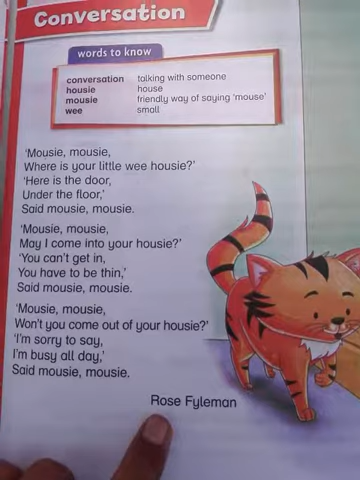 Conversation
words to know
conversation talking with someone
housie house
mousie friendly way of saying 'mouse'
wee small
'Mousie, mousie,
Where is your little wee housie?'
'Here is the door,
Under the floor,'
Said mousie, mousie.
'Mousie, mousie,
May I come into your housie?'
'You can't get in,
You have to be thin,'
Said mousie, mousie.
'Mousie, mousie,
Won't you come out of your housie?'
'I'm sorry to say,
I'm busy all day,'
Said mousie, mousie.
Rose Fyleman